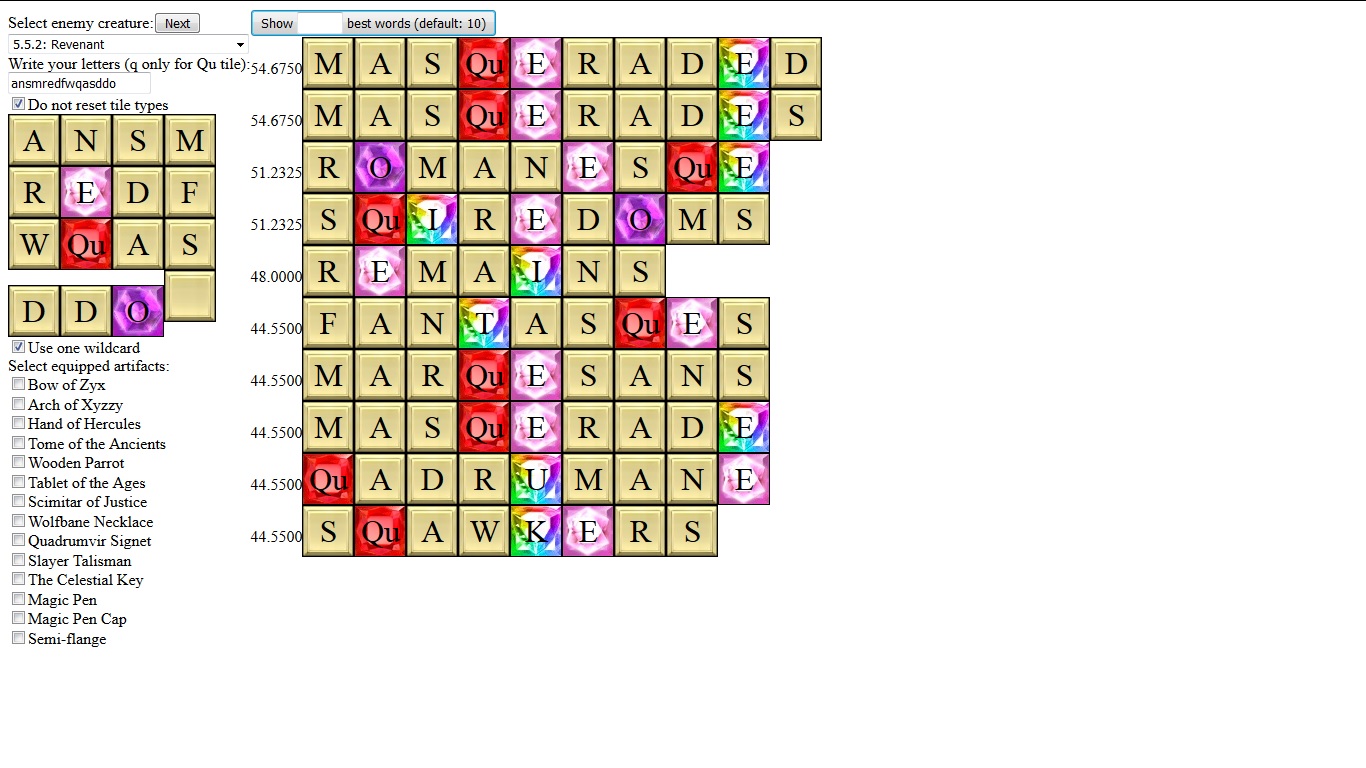 Select enemy creature: Next
5.5.2: Revenant
Write your letters (q only for Qu tile):
ansmredfwqasddo
Do not reset tile types
A N S M
R E D F
W Qu A S
D D O
Use one wildcard
Select equipped artifacts:
Bow of Zyx
Arch of Xyzzy
Hand of Hercules
Tome of the Ancients
Wooden Parrot
Tablet of the Ages
Scimitar of Justice
Wolfbane Necklace
Quadrumvir Signet
Slayer Talisman
The Celestial Key
Magic Pen
Magic Pen Cap
Semi-flange
Show best words (default: 10)
54.6750 M A S Qu E R A D E D
54.6750 M A S Qu E R A D E S
51.2325 R O M A N E S Qu E
51.2325 S Qu I R E D O M S
48.0000 R E M A I N S
44.5500 F A N T A S Qu E S
44.5500 M A R Qu E S A N S
44.5500 M A S Qu E R A D E
44.5500 Qu A D R U M A N E
44.5500 S Qu A W K E R S